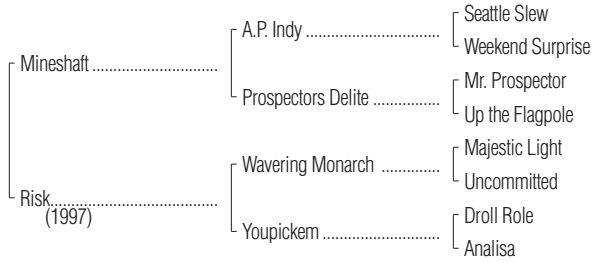 Seattle Slew
A.P. Indy ..............................
Weekend Surprise
Mineshaft ............................
Mr. Prospector
Prospectors Delite ...............
Up the Flagpole
Majestic Light
Wavering Monarch .............
Uncommitted
Risk.....................................
(1997)
Droll Role
Youpickem ..........................
Analisa